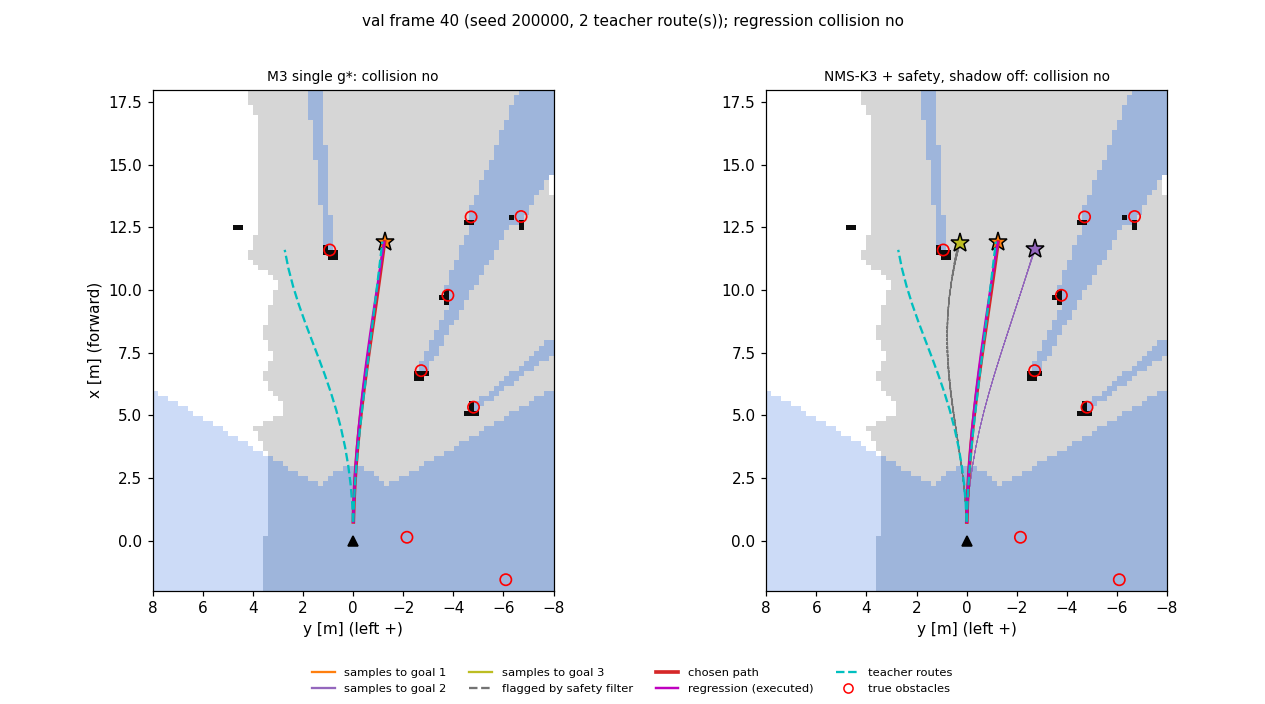 val frame 40 (seed 200000, 2 teacher route(s)); regression collision no
M3 single g*: collision no
NMS-K3 + safety, shadow off: collision no
17.5
15.0
12.5
10.0
7.5
5.0
2.5
0.0
x [m] (forward)
8 6 4 2 0 −2 −4 −6 −8
y [m] (left +)
17.5
15.0
12.5
10.0
7.5
5.0
2.5
0.0
8 6 4 2 0 −2 −4 −6 −8
y [m] (left +)
samples to goal 1
samples to goal 2
samples to goal 3
flagged by safety filter
chosen path
regression (executed)
teacher routes
true obstacles